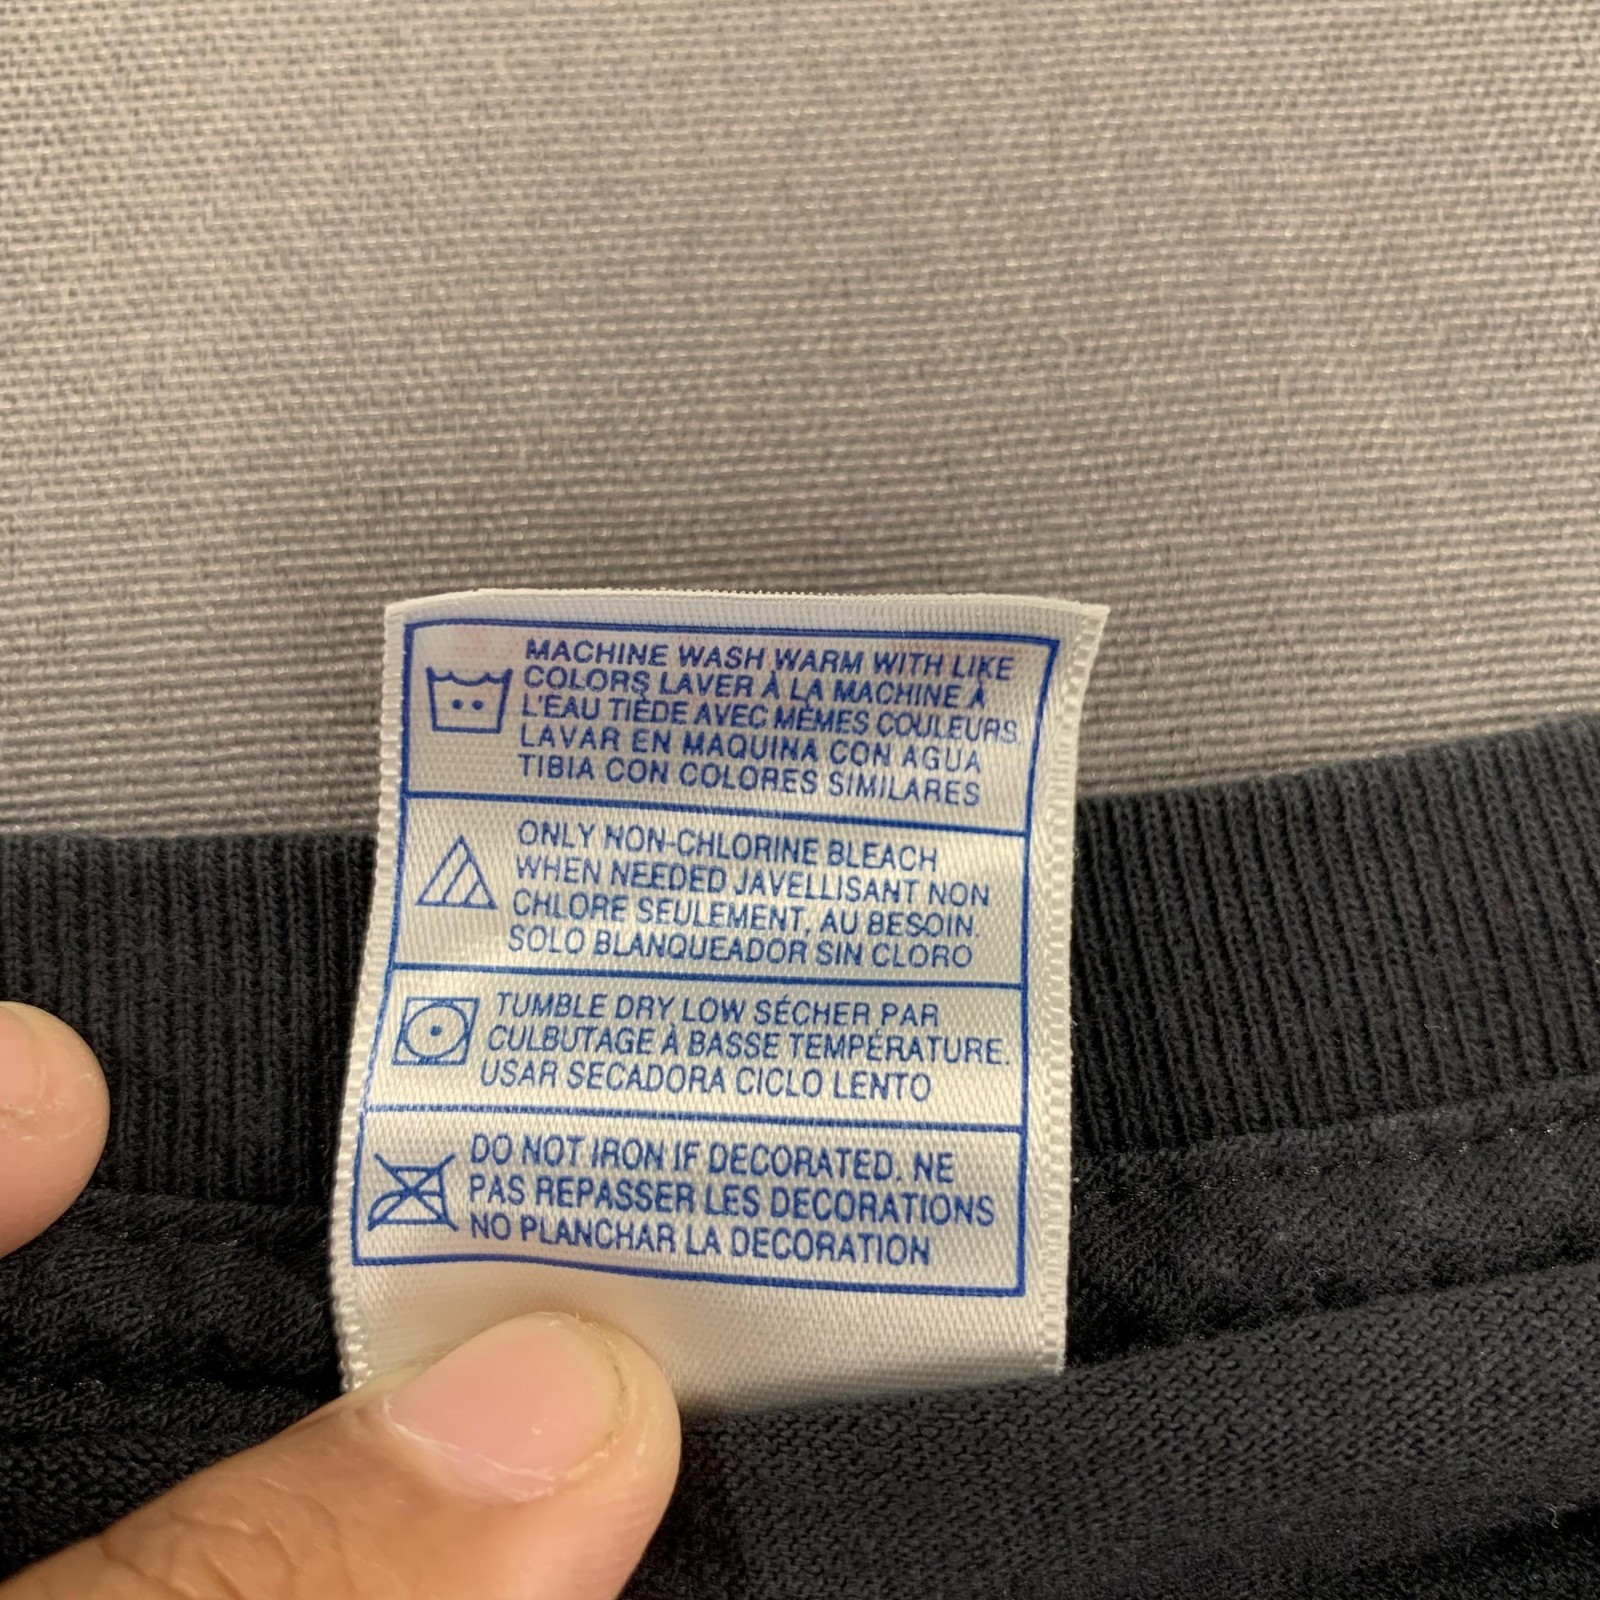 MACHINE WASH WARM WITH LIKE
COLORS LAVER À LA MACHINE À
L'EAU TIÈDE AVEC MÊMES COULEURS.
LAVAR EN MAQUINA CON AGUA
TIBIA CON COLORES SIMILARES
ONLY NON-CHLORINE BLEACH
WHEN NEEDED JAVELLISANT NON
CHLORE SEULEMENT, AU BESOIN.
SOLO BLANQUEADOR SIN CLORO
TUMBLE DRY LOW SÉCHER PAR
CULBUTAGE À BASSE TEMPÉRATURE.
USAR SECADORA CICLO LENTO
DO NOT IRON IF DECORATED. NE
PAS REPASSER LES DECORATIONS
NO PLANCHAR LA DECORATION